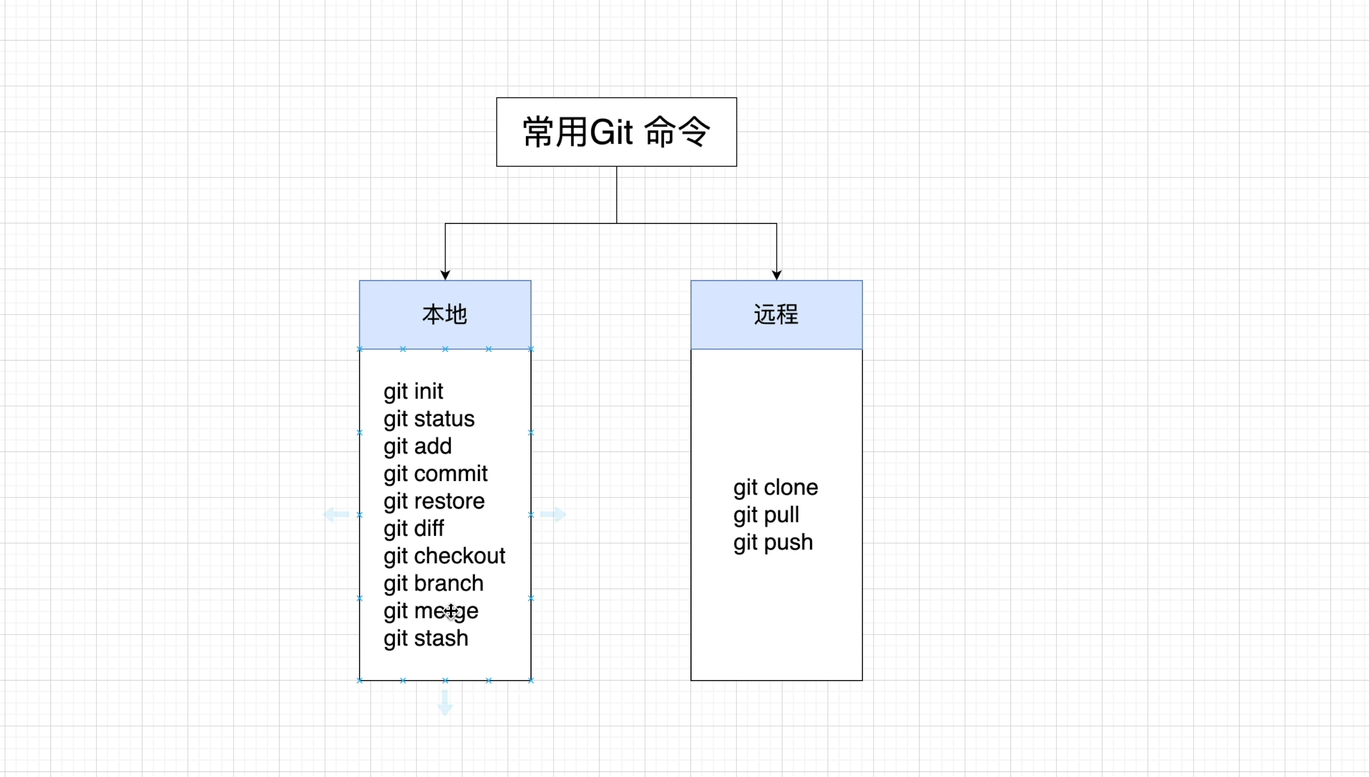 常用Git 命令
本地
git init
git status
git add
git commit
git restore
git diff
git checkout
git branch
git merge
git stash
远程
git clone
git pull
git push